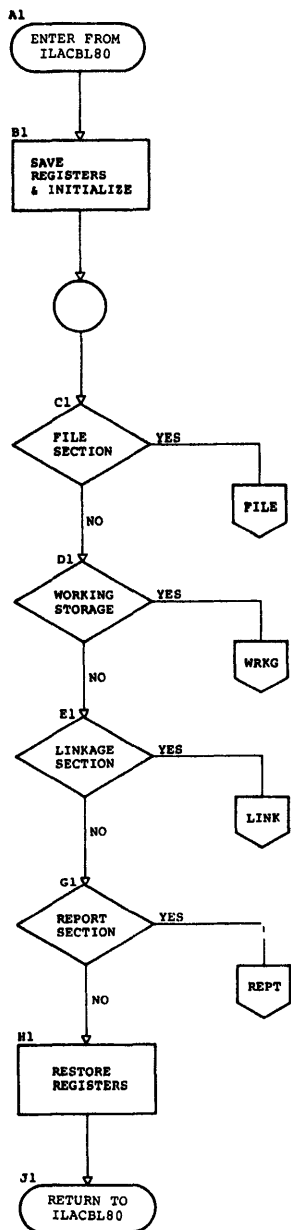 A1
ENTER FROM
ILACBL80
B1
SAVE
REGISTERS
& INITIALIZE
C1
FILE
SECTION
YES
FILE
NO
D1
WORKING
STORAGE
YES
WRKG
NO
E1
LINKAGE
SECTION
YES
LINK
NO
G1
REPORT
SECTION
YES
REPT
NO
H1
RESTORE
REGISTERS
J1
RETURN TO
ILACBL80